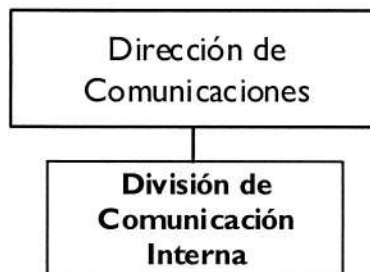 Dirección de
Comunicaciones
División de
Comunicación
Interna